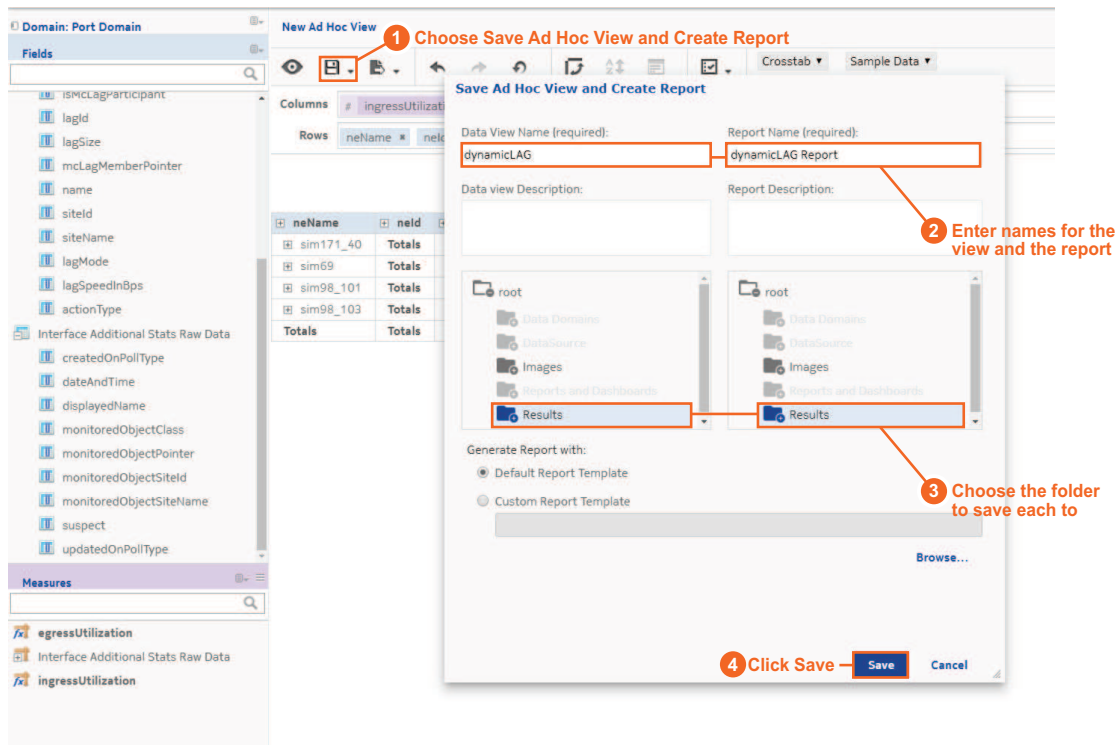 Domain: Port Domain
Fields
isMcLagParticipant
lagId
lagSize
mcLagMemberPointer
name
siteId
siteName
lagMode
lagSpeedInBps
actionType
Interface Additional Stats Raw Data
createdOnPollType
dateAndTime
displayedName
monitoredObjectClass
monitoredObjectPointer
monitoredObjectSiteId
monitoredObjectSiteName
suspect
updatedOnPollType
Measures
egressUtilization
Interface Additional Stats Raw Data
ingressUtilization
New Ad Hoc View
1 Choose Save Ad Hoc View and Create Report
Crosstab Sample Data
Columns # ingressUtilizati
Rows neName neId
neName neId
sim171_40 Totals
sim69 Totals
sim98_101 Totals
sim98_103 Totals
Totals Totals
Save Ad Hoc View and Create Report
Data View Name (required): Report Name (required):
dynamicLAG dynamicLAG Report
Data view Description: Report Description:
2 Enter names for the
view and the report
root root
Data Domains Data Domains
DataSource DataSource
Images Images
Reports and Dashboards Reports and Dashboards
Results Results
3 Choose the folder
to save each to
Generate Report with:
Default Report Template
Custom Report Template
Browse...
4 Click Save Save Cancel